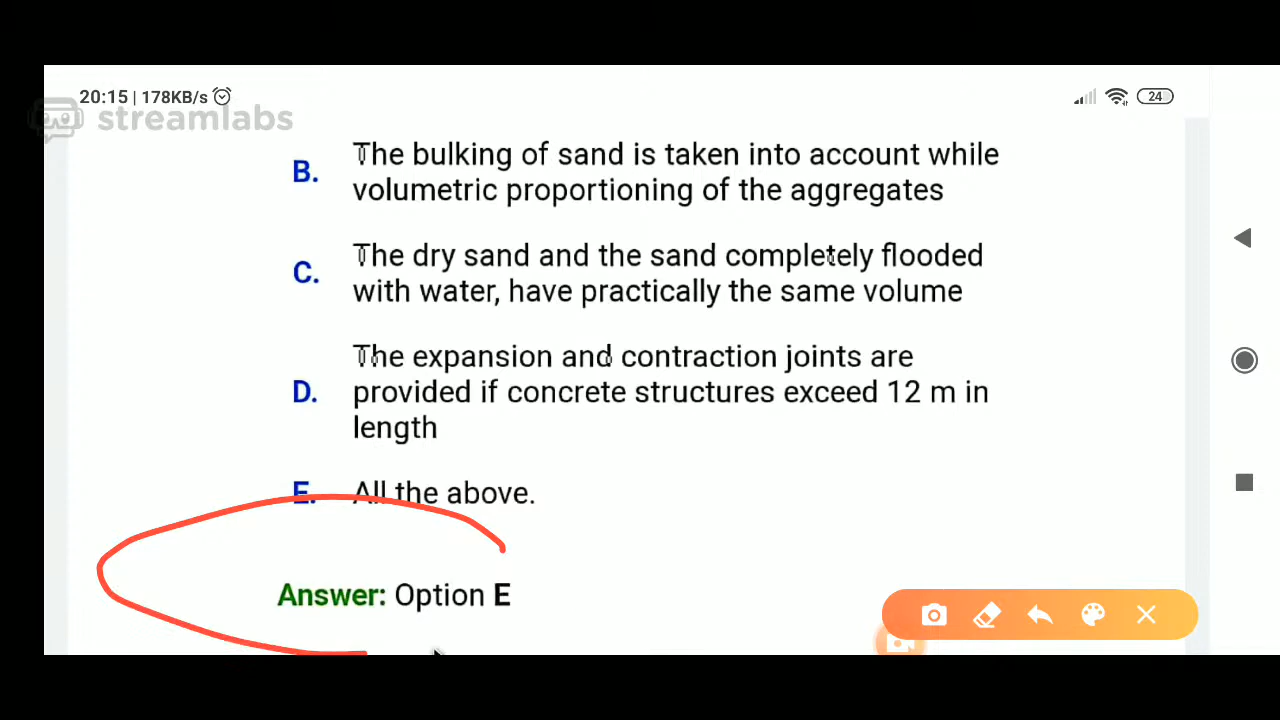 20:15 | 178KB/s
24
streamlabs
B. The bulking of sand is taken into account while
volumetric proportioning of the aggregates
C. The dry sand and the sand completely flooded
with water, have practically the same volume
D. The expansion and contraction joints are
provided if concrete structures exceed 12 m in
length
E. All the above.
Answer: Option E